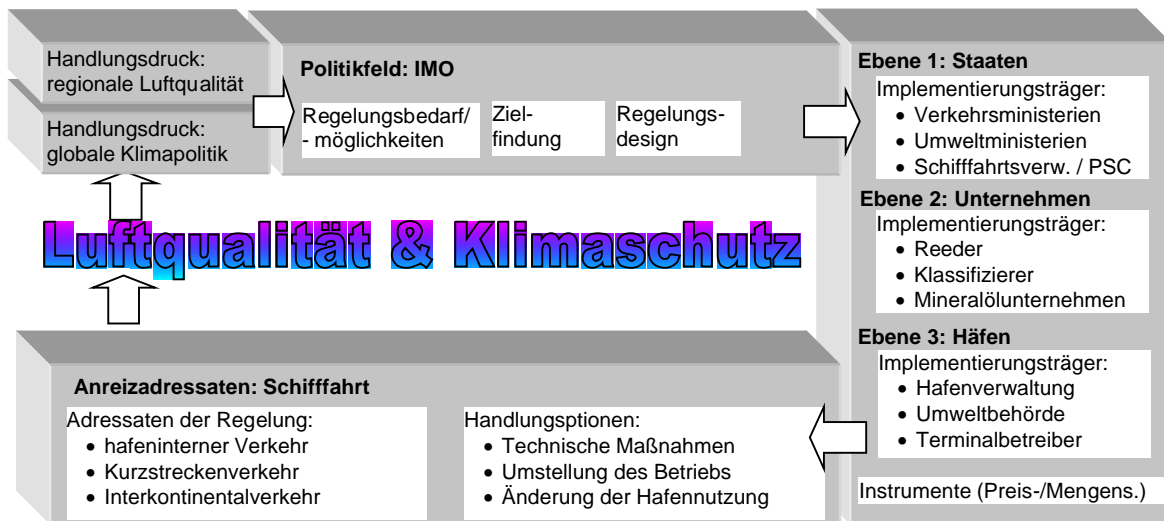 Handlungsdruck:
regionale Luftqualität
Handlungsdruck:
globale Klimapolitik
Politikfeld: IMO
Regelungsbedarf/
- möglichkeiten
Ziel-
findung
Regelungs-
design
Ebene 1: Staaten
Implementierungsträger:
• Verkehrsministerien
• Umweltministerien
• Schifffahrtsverw. / PSC
Ebene 2: Unternehmen
Implementierungsträger:
• Reeder
• Klassifizierer
• Mineralölunternehmen
Ebene 3: Häfen
Implementierungsträger:
• Hafenverwaltung
• Umweltbehörde
• Terminalbetreiber
Instrumente (Preis-/Mengens.)
Luftqualität & Klimaschutz
Anreizadressaten: Schifffahrt
Adressaten der Regelung:
• hafeninterner Verkehr
• Kurzstreckenverkehr
• Interkontinentalverkehr
Handlungsptionen:
• Technische Maßnahmen
• Umstellung des Betriebs
• Änderung der Hafennutzung